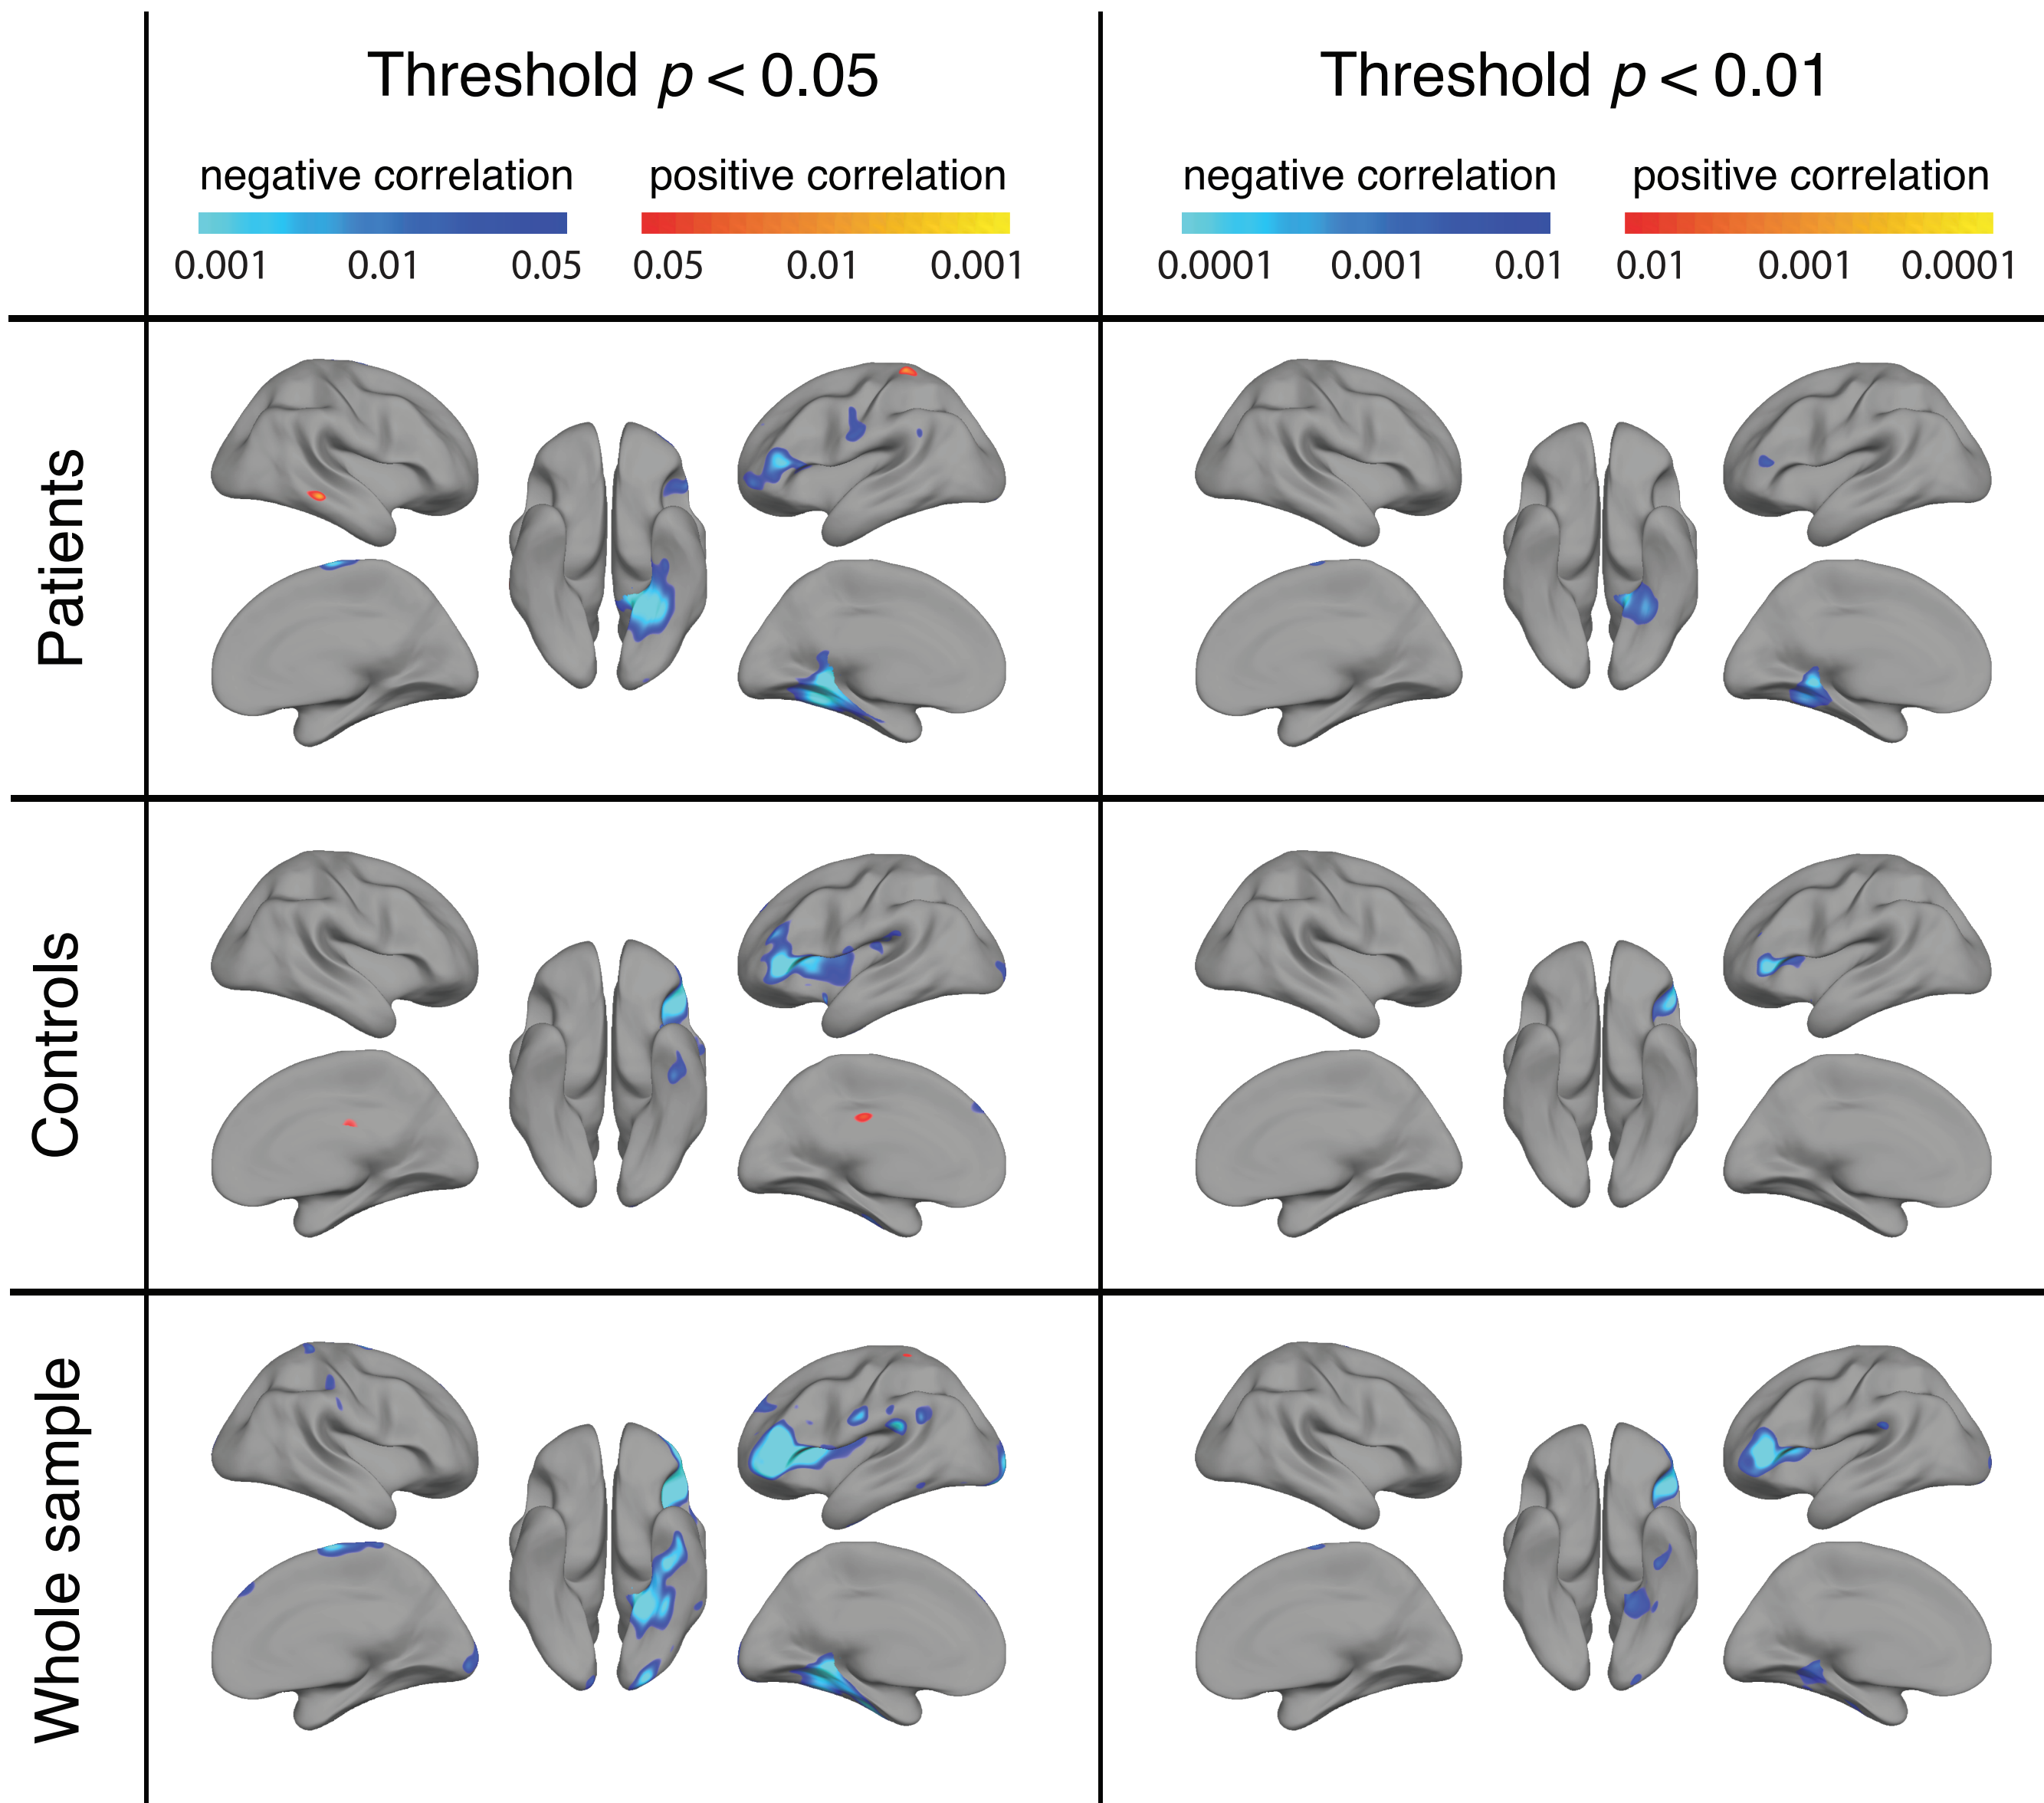 Threshold p < 0.05
Threshold p < 0.01
negative correlation
positive correlation
negative correlation
positive correlation
0.001 0.01 0.05
0.05 0.01 0.001
0.0001 0.001 0.01
0.01 0.001 0.0001
Patients
Controls
Whole sample